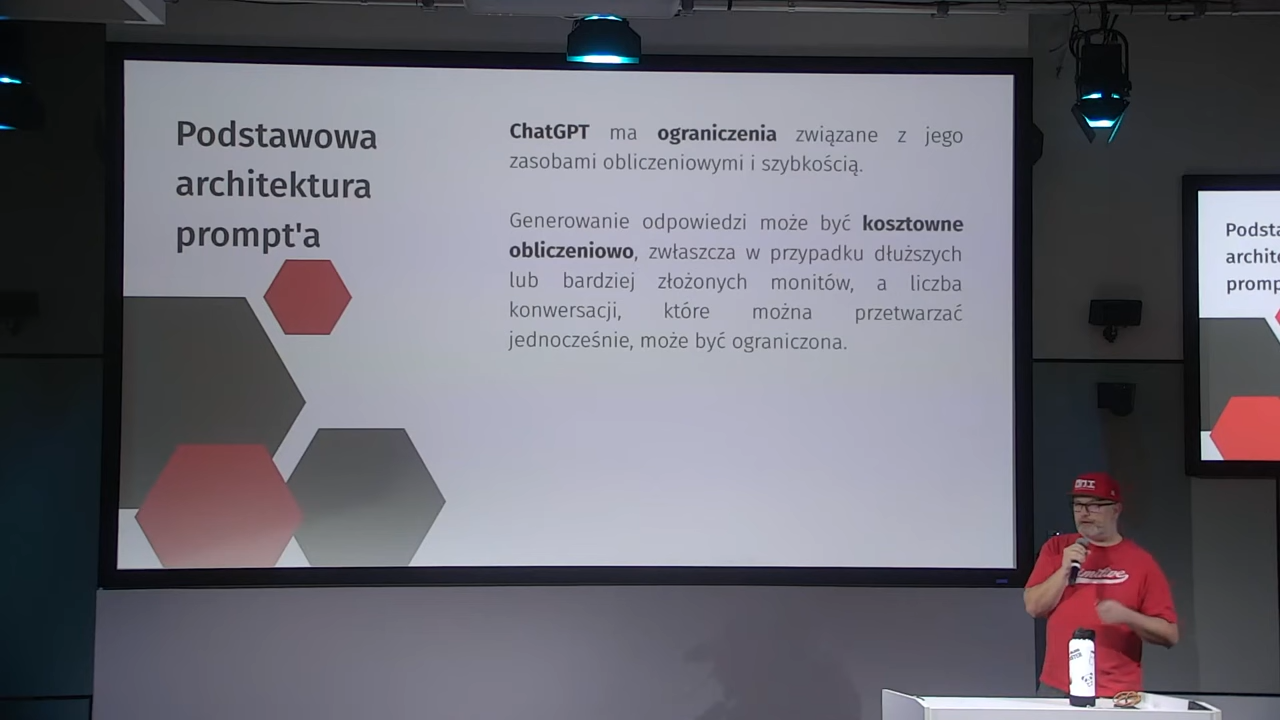 Podstawowa
architektura
prompt'a
ChatGPT ma ograniczenia związane z jego
zasobami obliczeniowymi i szybkością.
Generowanie odpowiedzi może być kosztowne
obliczeniowo, zwłaszcza w przypadku dłuższych
lub bardziej złożonych monitów, a liczba
konwersacji, które można przetwarzać
jednocześnie, może być ograniczona.
Podsta
archite
promp